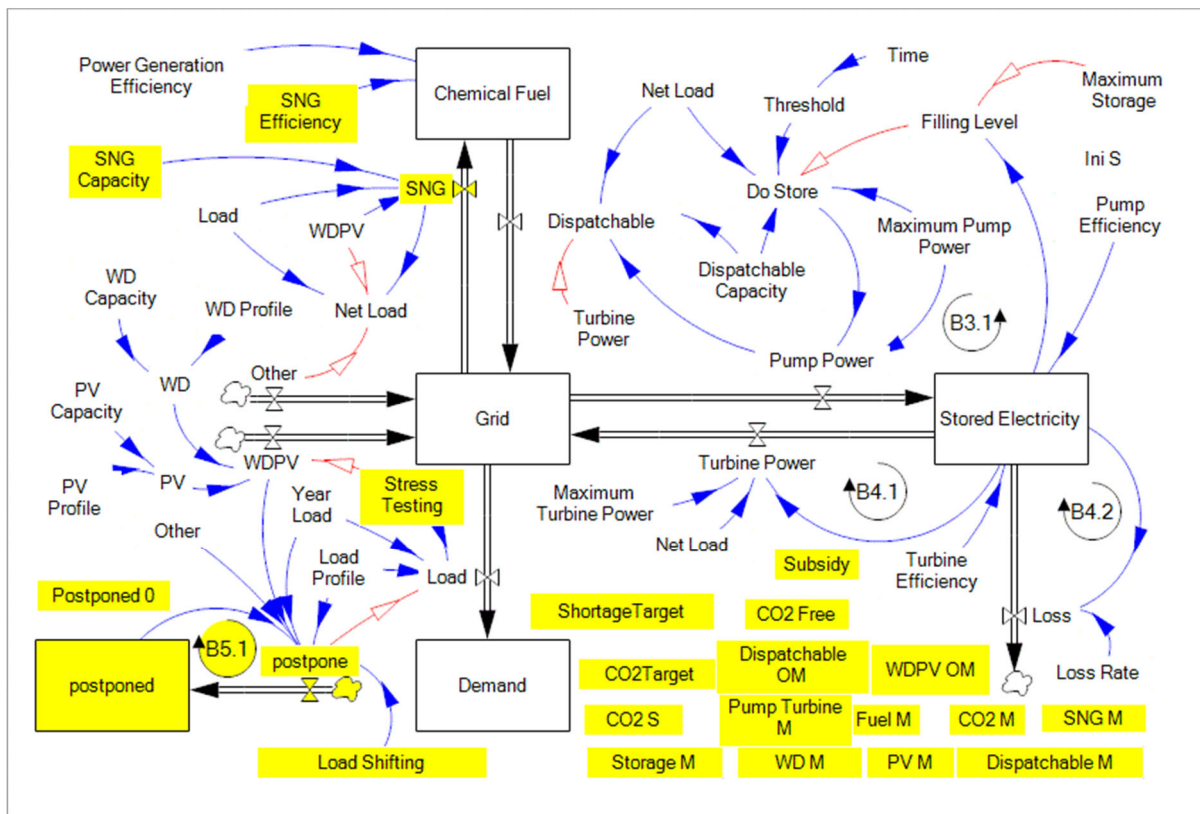 Power Generation
Efficiency
SNG
Efficiency
Chemical Fuel
Net Load
Time
Threshold
Maximum
Storage
Filling Level
SNG
Capacity
SNG
Load
WDPV
Do Store
Ini S
Pump
Efficiency
Dispatchable
Maximum Pump
Power
Dispatchable
Capacity
WD
Capacity
WD Profile
Net Load
Turbine
Power
B3.1
Pump Power
Other
WD
PV
Capacity
Grid
Stored Electricity
WDPV
PV
PV
Profile
Stress
Testing
Turbine Power
Year
Load
Maximum
Turbine Power
B4.1
B4.2
Other
Net Load
Load
Profile
Load
Subsidy
Turbine
Efficiency
Postponed 0
ShortageTarget
CO2 Free
Loss
B5.1
postpone
postponed
Demand
CO2Target
Dispatchable
OM
WDPV OM
Loss Rate
CO2 S
Pump Turbine
M
Fuel M
CO2 M
SNG M
Load Shifting
Storage M
WD M
PV M
Dispatchable M